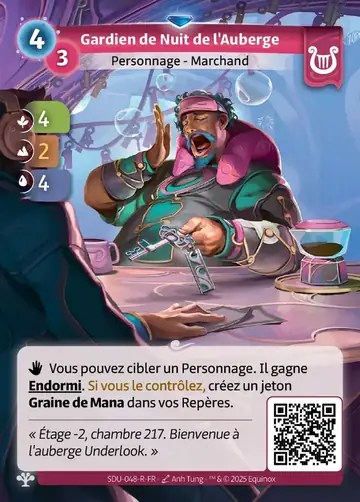 4
Gardien de Nuit de l'Auberge
3
Personnage - Marchand
4
2
4
Vous pouvez cibler un Personnage. Il gagne
Endormi. Si vous le contrôlez, créez un jeton
Graine de Mana dans vos Repères.
« Étage -2, chambre 217. Bienvenue à
l'auberge Underlook. »
SDU-048-R-FR Anh Tung - ™ & © 2025 Equinox